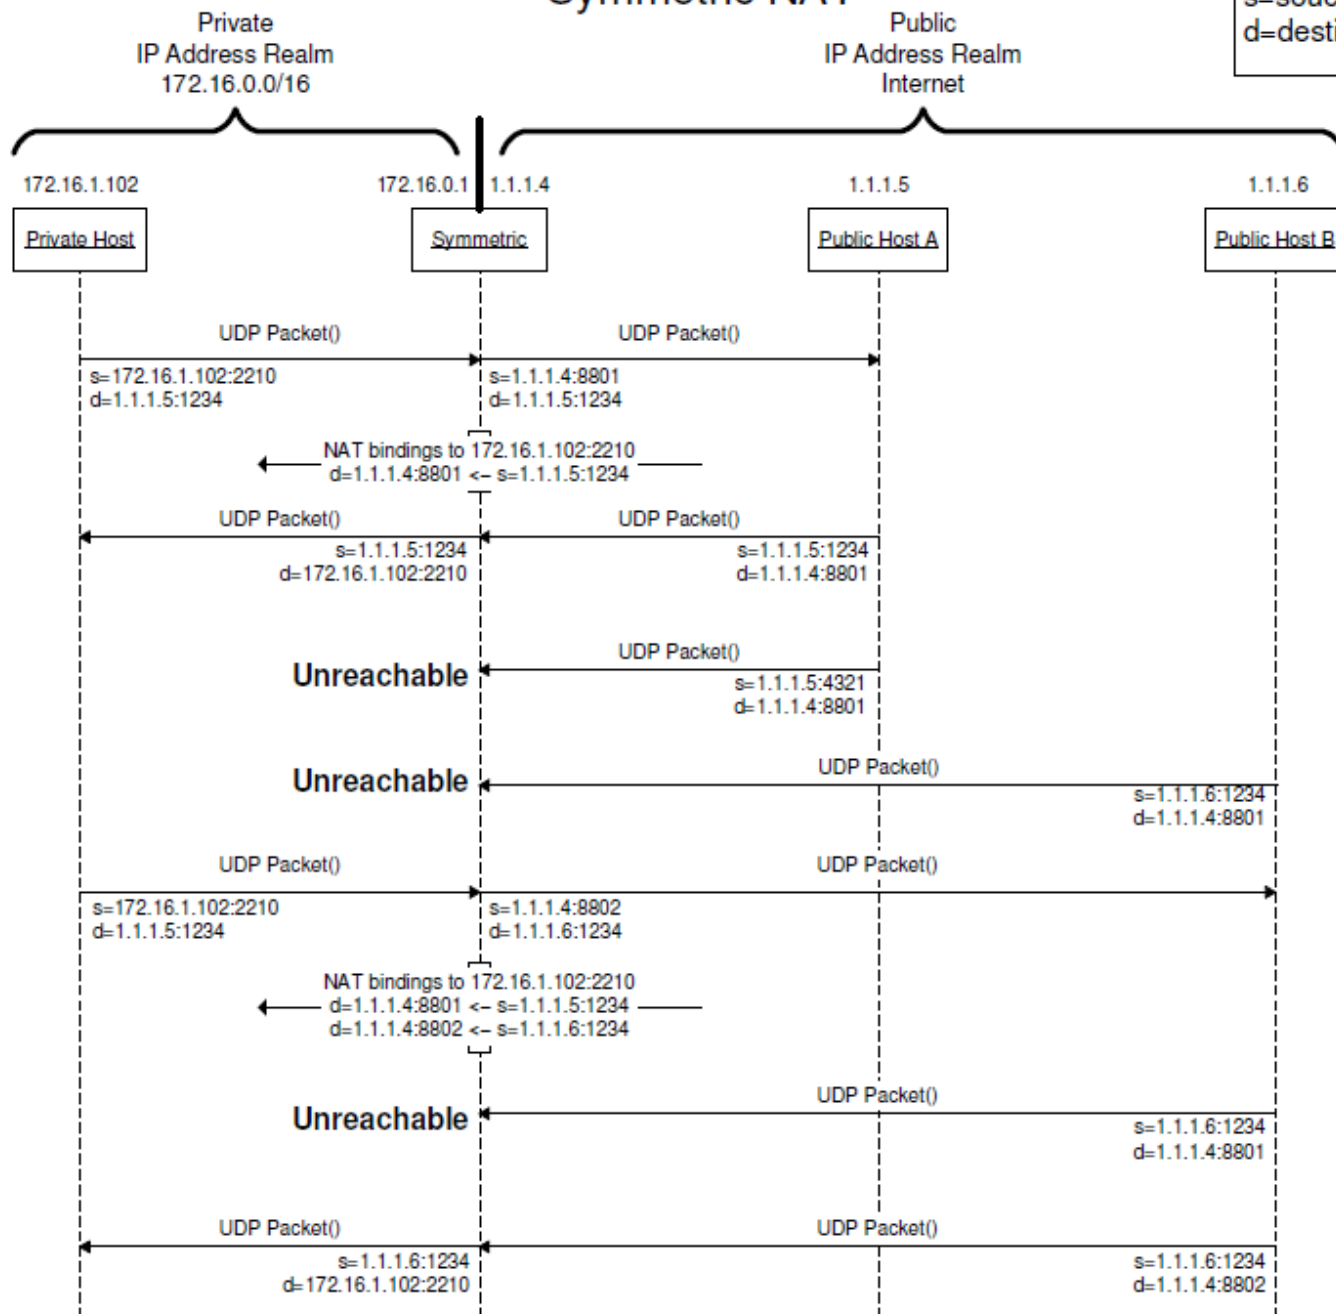 Symmetric NAT
d=desti
Private
IP Address Realm
172.16.0.0/16
Public
IP Address Realm
Internet
172.16.1.102
172.16.0.1
1.1.1.4
1.1.1.5
1.1.1.6
Private Host
Symmetric
Public Host A
Public Host B
UDP Packet()
UDP Packet()
s=172.16.1.102:2210
d=1.1.1.5:1234
s=1.1.1.4:8801
d=1.1.1.5:1234
NAT bindings to 172.16.1.102:2210
d=1.1.1.4:8801 <– s=1.1.1.5:1234
UDP Packet()
UDP Packet()
s=1.1.1.5:1234
d=172.16.1.102:2210
s=1.1.1.5:1234
d=1.1.1.4:8801
UDP Packet()
Unreachable
s=1.1.1.5:4321
d=1.1.1.4:8801
UDP Packet()
Unreachable
s=1.1.1.6:1234
d=1.1.1.4:8801
UDP Packet()
UDP Packet()
s=172.16.1.102:2210
d=1.1.1.5:1234
s=1.1.1.4:8802
d=1.1.1.6:1234
NAT bindings to 172.16.1.102:2210
d=1.1.1.4:8801 <– s=1.1.1.5:1234
d=1.1.1.4:8802 <– s=1.1.1.6:1234
UDP Packet()
Unreachable
s=1.1.1.6:1234
d=1.1.1.4:8801
UDP Packet()
UDP Packet()
s=1.1.1.6:1234
d=172.16.1.102:2210
s=1.1.1.6:1234
d=1.1.1.4:8802